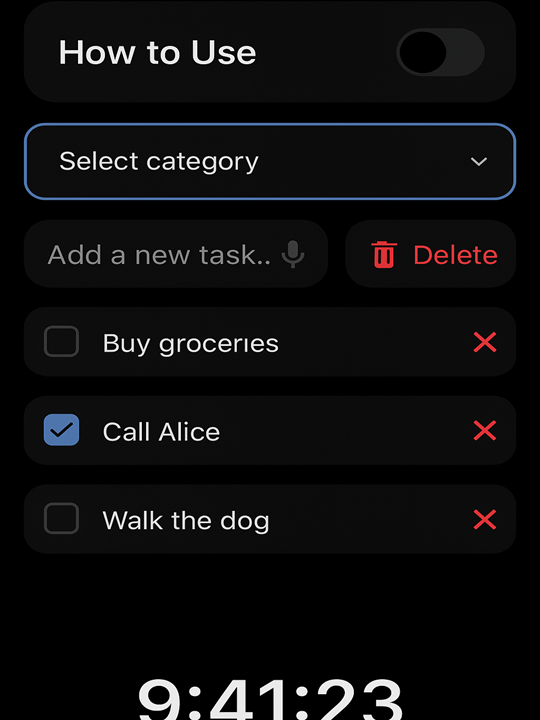 How to Use
Select category
Add a new task..
Delete
Buy groceries
Call Alice
Walk the dog
9:41:23